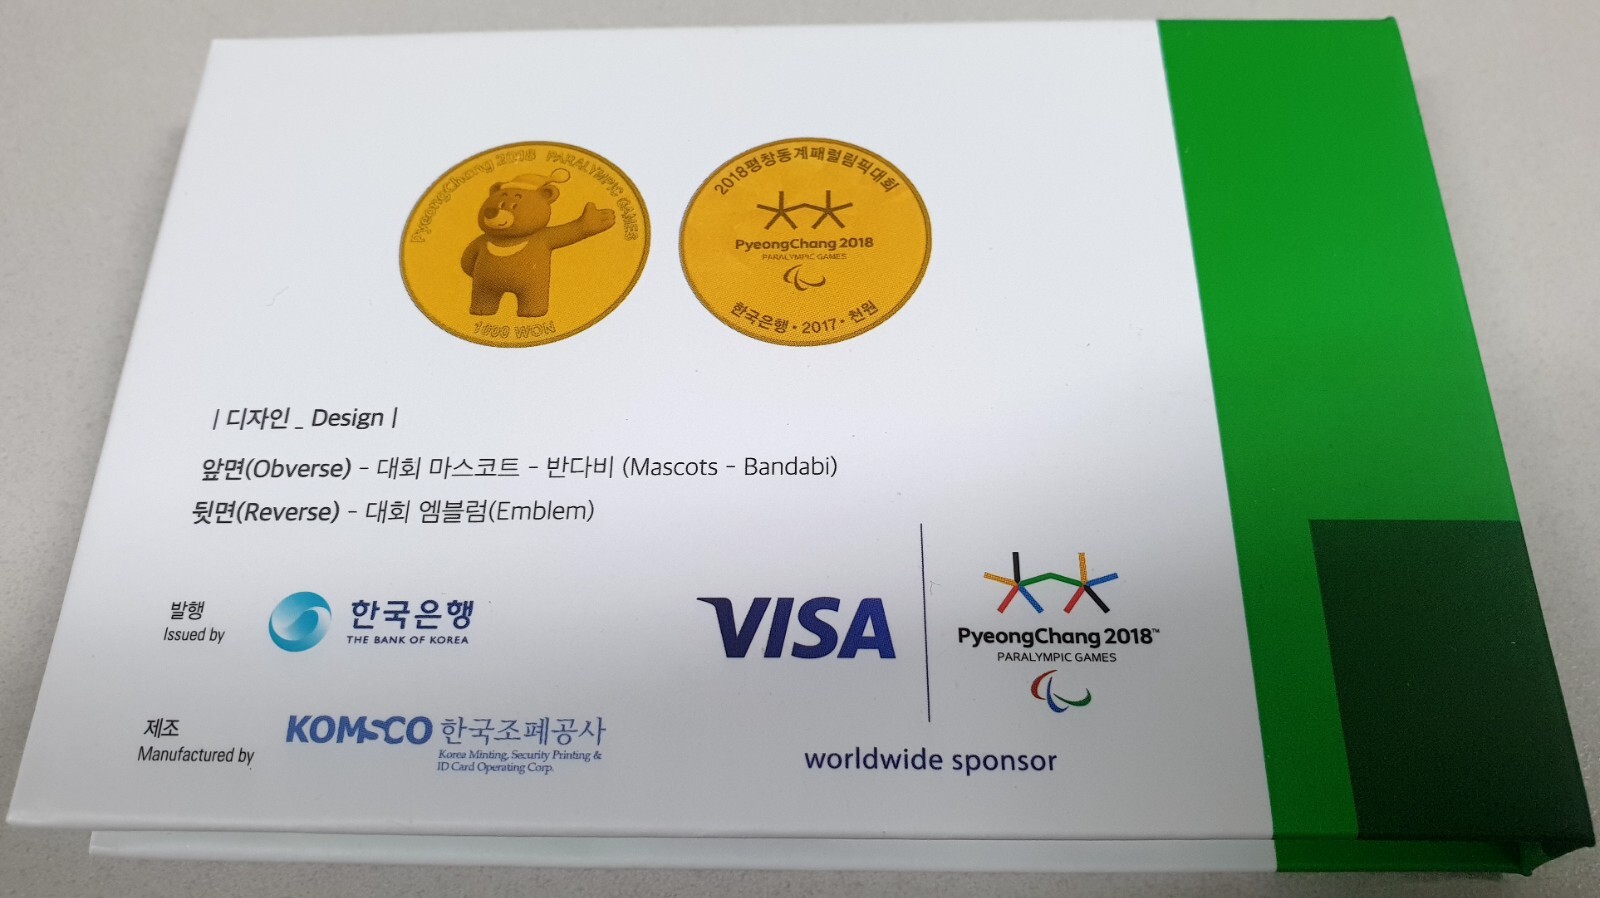 PyeongChang 2018 PARALYMPIC GAMES
1000 WON
2018평창동계패럴림픽대회
PyeongChang 2018
PARALYMPIC GAMES
한국은행 · 2017 · 천원
| 디자인 _ Design |
앞면(Obverse) - 대회 마스코트 - 반다비 (Mascots - Bandabi)
뒷면(Reverse) - 대회 엠블럼(Emblem)
발행
Issued by
한국은행
THE BANK OF KOREA
VISA
PyeongChang 2018™
PARALYMPIC GAMES
제조
Manufactured by
KOMSCO 한국조폐공사
Korea Minting, Security Printing &
ID Card Operating Corp.
worldwide sponsor